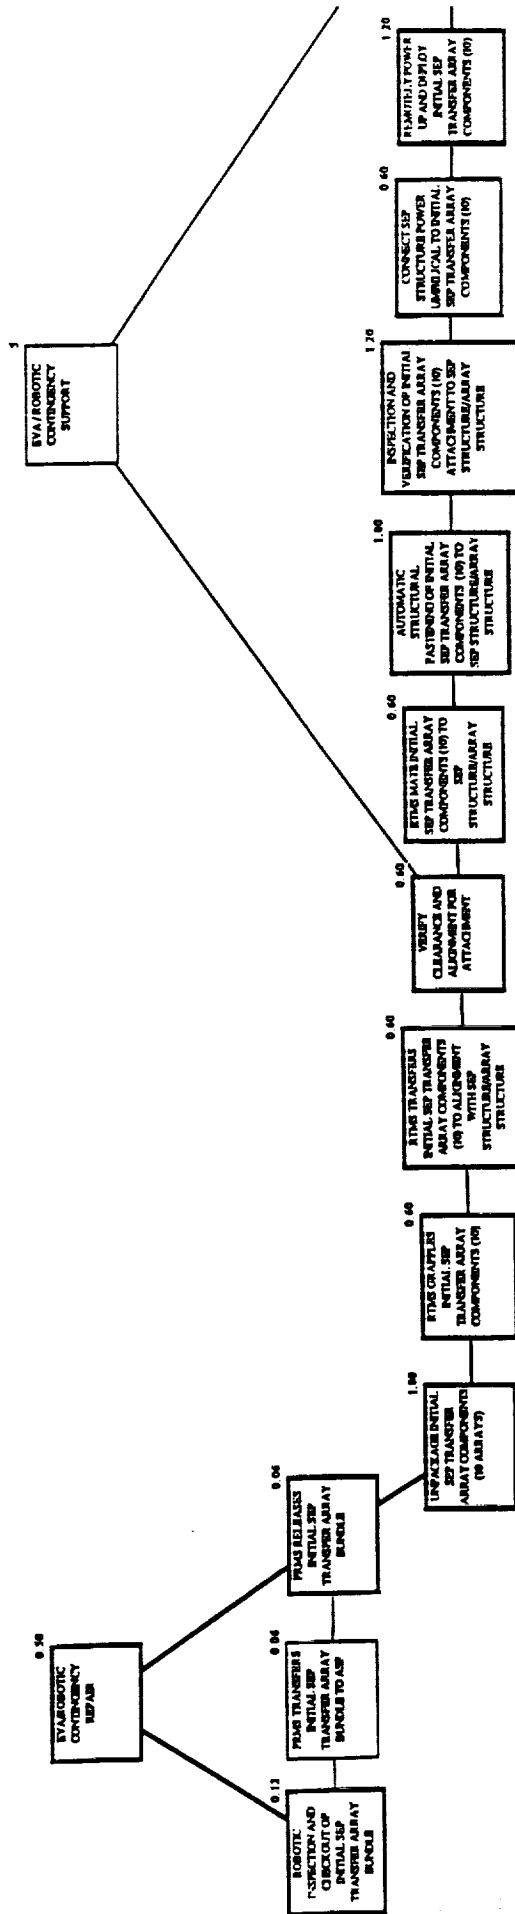 0.50
EVA/ROBOTIC
CONTINGENCY
REPAIR
0.12
ROBOTIC
INSPECTION AND
CHECKOUT OF
INITIAL SEP
TRANSFER ARRAY
BUNDLE
0.06
PRMS TRANSFERS
INITIAL SEP
TRANSFER ARRAY
BUNDLE TO ASP
0.06
PRMS RELEASES
INITIAL SEP
TRANSFER ARRAY
BUNDLE
1.00
UNPACKAGE INITIAL
SEP TRANSFER
ARRAY COMPONENTS
(10 ARRAYS)
0.60
RTMS GRAPPLES
INITIAL SEP
TRANSFER ARRAY
COMPONENTS (10)
0.60
RTMS TRANSFERS
INITIAL SEP TRANSFER
ARRAY COMPONENTS
(10) TO ALIGNMENT
WITH SEP
STRUCTURE/ARRAY
STRUCTURE
0.60
VERIFY
CLEARANCE AND
ALIGNMENT FOR
ATTACHMENT
0.60
RTMS MATE INITIAL
SEP TRANSFER ARRAY
COMPONENTS (10) TO
SEP
STRUCTURE/ARRAY
STRUCTURE
1.00
AUTOMATIC
STRUCTURAL
FASTENING OF INITIAL
SEP TRANSFER ARRAY
COMPONENTS (10) TO
SEP STRUCTURE/ARRAY
STRUCTURE
5
EVA / ROBOTIC
CONTINGENCY
SUPPORT
1.20
INSPECTION AND
VERIFICATION OF INITIAL
SEP TRANSFER ARRAY
COMPONENTS (10)
ATTACHMENT TO SEP
STRUCTURE/ARRAY
STRUCTURE
0.60
CONNECT SEP
STRUCTURE POWER
UMBILICAL TO INITIAL
SEP TRANSFER ARRAY
COMPONENTS (10)
1.20
REMOTELY POWER
UP AND DEPLOY
INITIAL SEP
TRANSFER ARRAY
COMPONENTS (10)